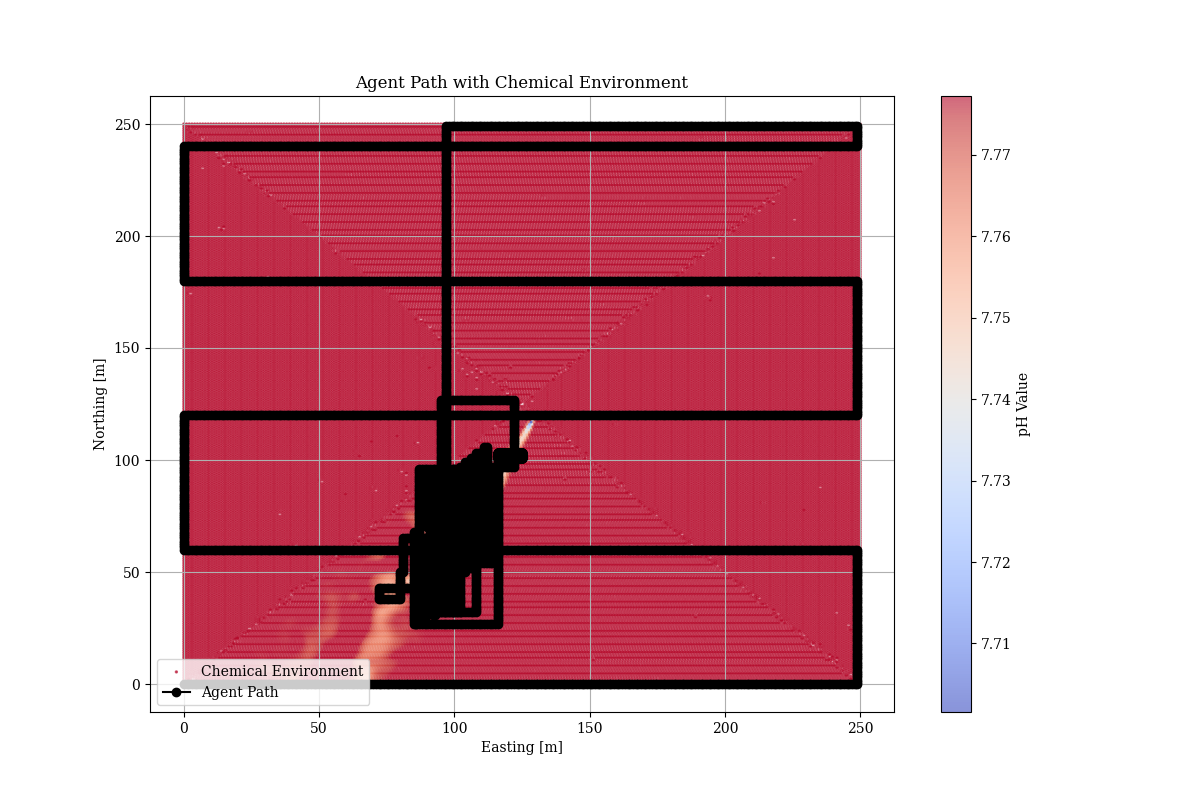 Agent Path with Chemical Environment
250
200
150
100
50
0
Northing [m]
0 50 100 150 200 250
Easting [m]
Chemical Environment
Agent Path
7.77
7.76
7.75
7.74
7.73
7.72
7.71
pH Value